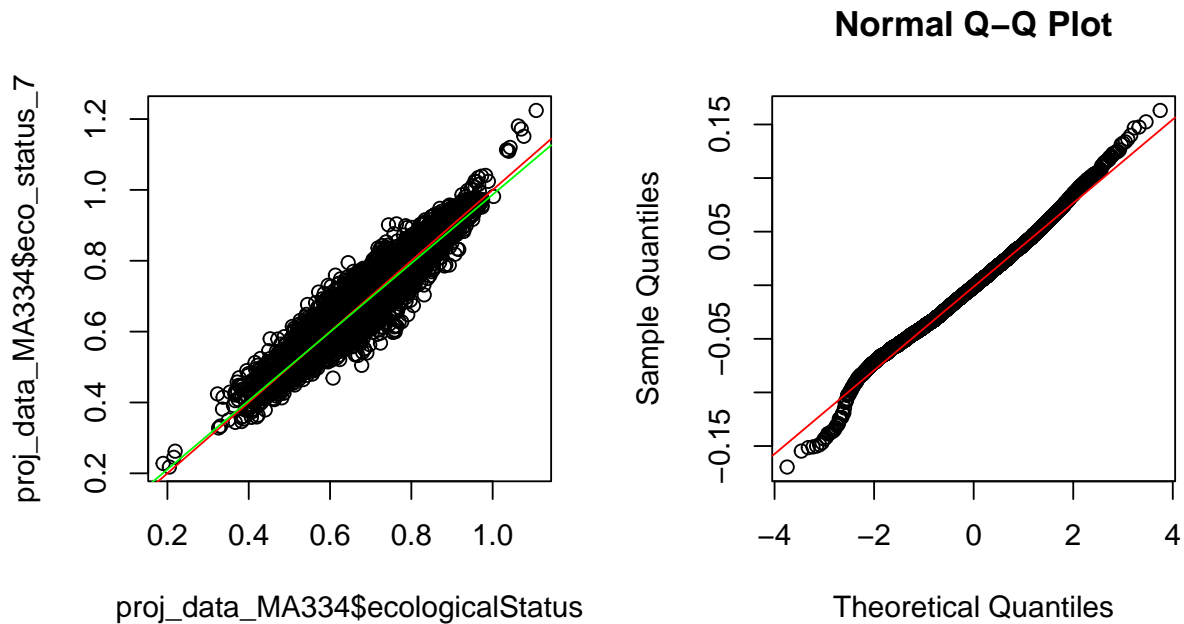 Normal Q−Q Plot
proj_data_MA334$eco_status_7
0.2 0.4 0.6 0.8 1.0 1.2
0.2 0.4 0.6 0.8 1.0
proj_data_MA334$ecologicalStatus
Sample Quantiles
−0.15 −0.05 0.05 0.15
−4 −2 0 2 4
Theoretical Quantiles